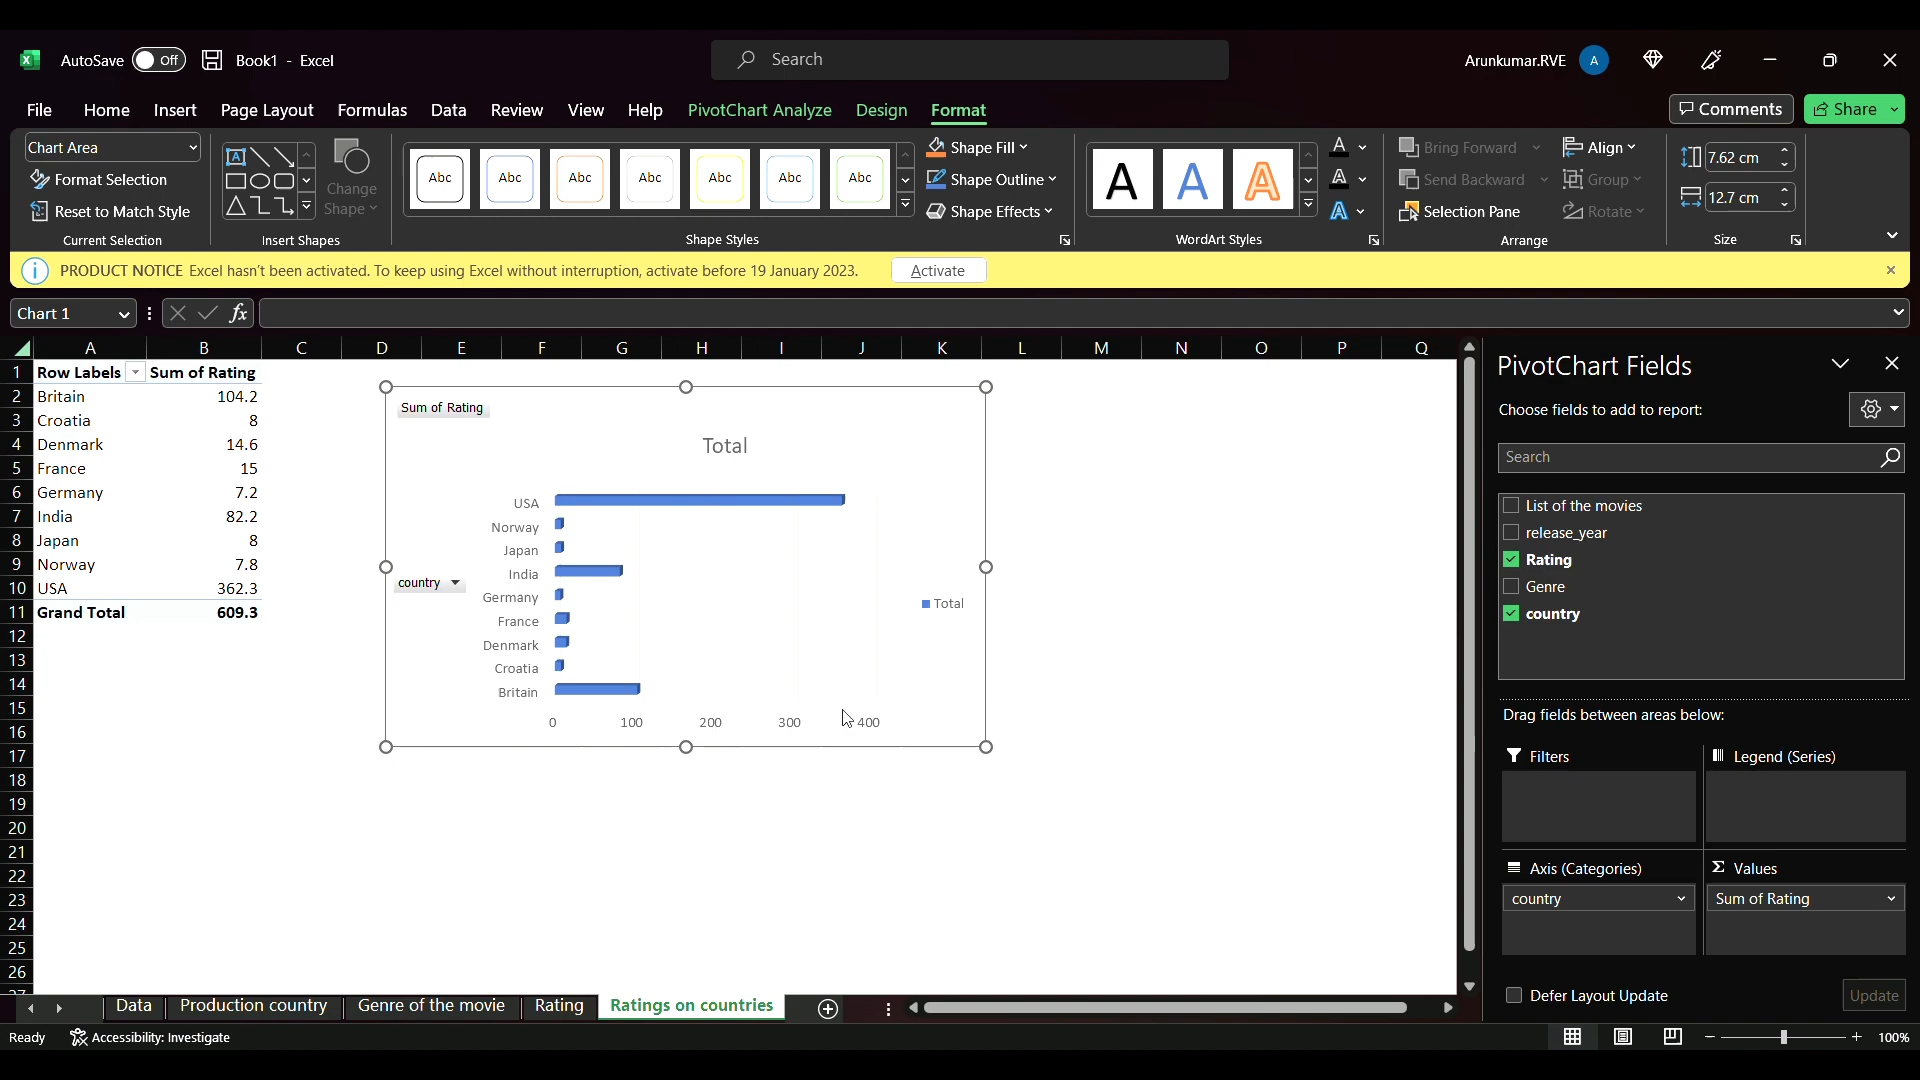 AutoSave Off Book1 - Excel Search Arunkumar.RVE A
File Home Insert Page Layout Formulas Data Review View Help PivotChart Analyze Design Format Comments Share
Chart Area
Format Selection
Reset to Match Style
Current Selection
Change Shape
Insert Shapes
Abc Abc Abc Abc Abc Abc Abc
Shape Fill
Shape Outline
Shape Effects
Shape Styles
A A A
WordArt Styles
Bring Forward Align
Send Backward Group
Selection Pane Rotate
Arrange
7.62 cm
12.7 cm
Size
PRODUCT NOTICE Excel hasn't been activated. To keep using Excel without interruption, activate before 19 January 2023. Activate
Chart 1 fx
A B C D E F G H I J K L M N O P Q
1 Row Labels Sum of Rating
2 Britain 104.2
3 Croatia 8
4 Denmark 14.6
5 France 15
6 Germany 7.2
7 India 82.2
8 Japan 8
9 Norway 7.8
10 USA 362.3
11 Grand Total 609.3
12
13
14
15
16
17
18
19
20
21
22
23
24
25
26
27
Sum of Rating
Total
USA
Norway
Japan
India
country
Germany
Total
France
Denmark
Croatia
Britain
0 100 200 300 400
PivotChart Fields
Choose fields to add to report:
Search
List of the movies
release_year
Rating
Genre
country
Drag fields between areas below:
Filters Legend (Series)
Axis (Categories) Σ Values
country Sum of Rating
Defer Layout Update Update
Data Production country Genre of the movie Rating Ratings on countries
Ready Accessibility: Investigate 100%